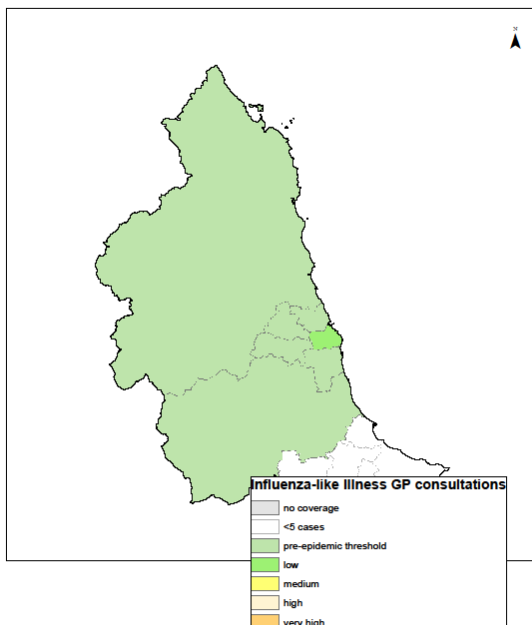 N
Influenza-like Illness GP consultations
no coverage
<5 cases
pre-epidemic threshold
low
medium
high
very high